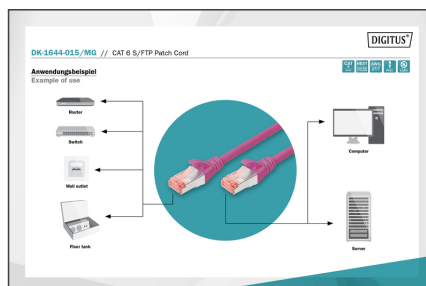 DIGITUS®
DK-1644-015/MG // CAT 6 S/FTP Patch Cord
Anwendungsbeispiel
Example of use
Router
Switch
Wall outlet
Floor tank
Computer
Server